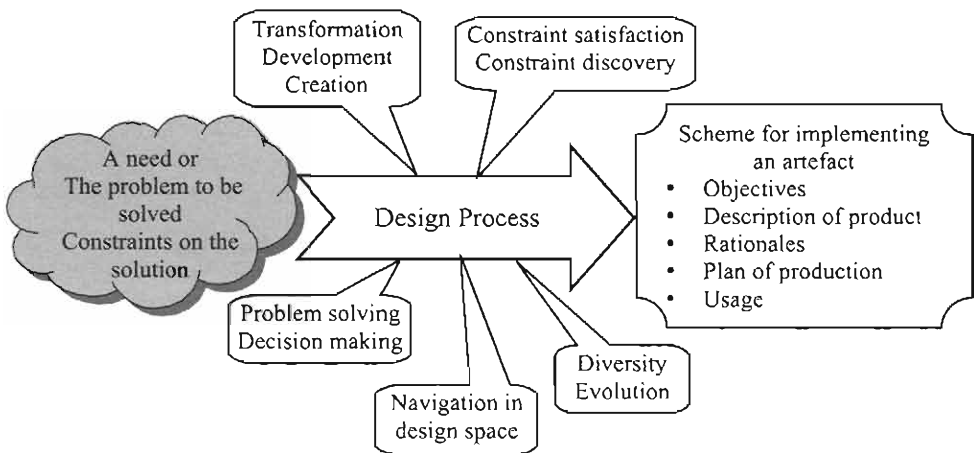 Transformation
Development
Creation
Constraint satisfaction
Constraint discovery
A need or
The problem to be
solved
Constraints on the
solution
Design Process
Scheme for implementing
an artefact
• Objectives
• Description of product
• Rationales
• Plan of production
• Usage
Problem solving
Decision making
Navigation in
design space
Diversity
Evolution